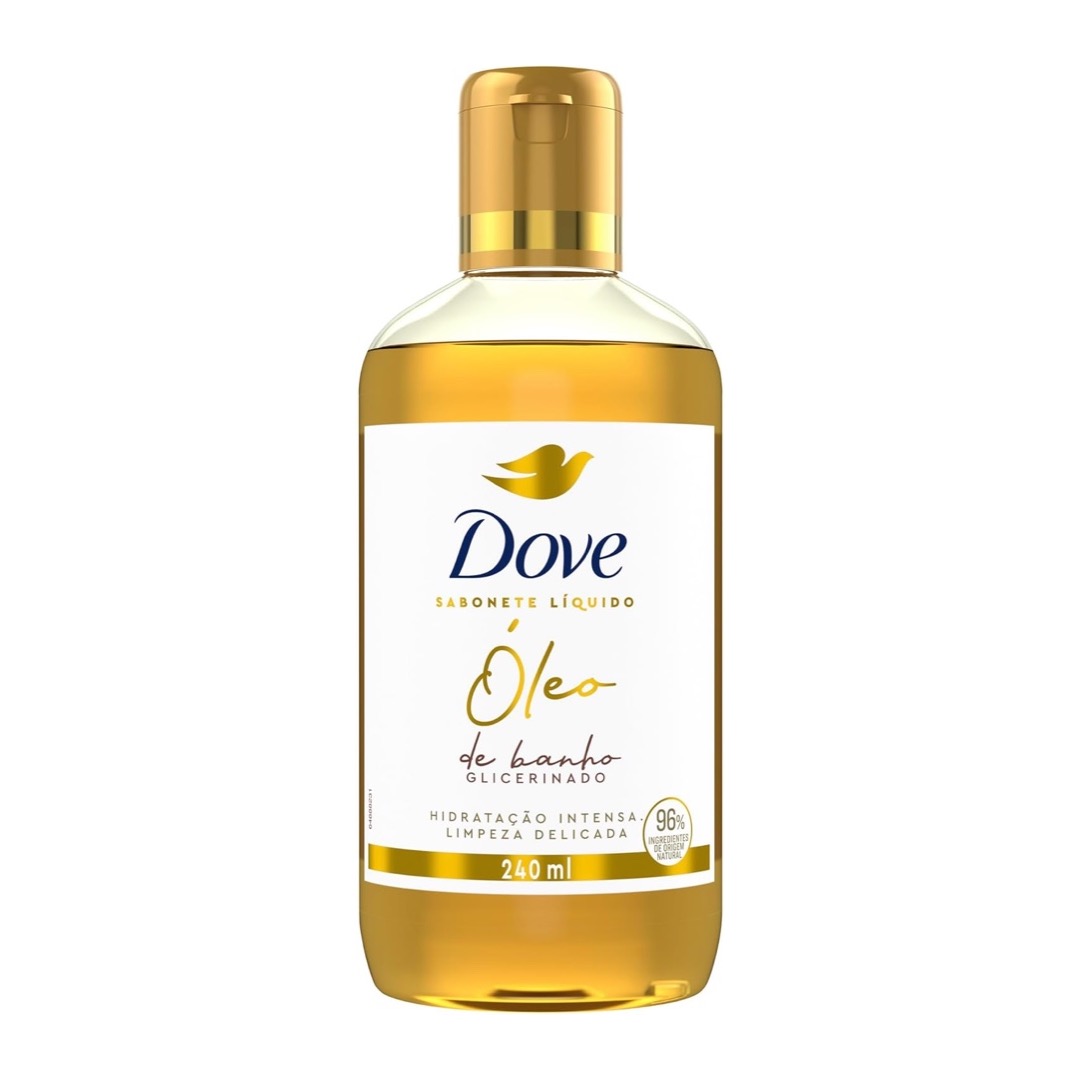 Dove
SABONETE LÍQUIDO
Óleo
de banho
GLICERINADO
HIDRATAÇÃO INTENSA.
LIMPEZA DELICADA
96%
INGREDIENTES
DE ORIGEM
NATURAL
240 ml